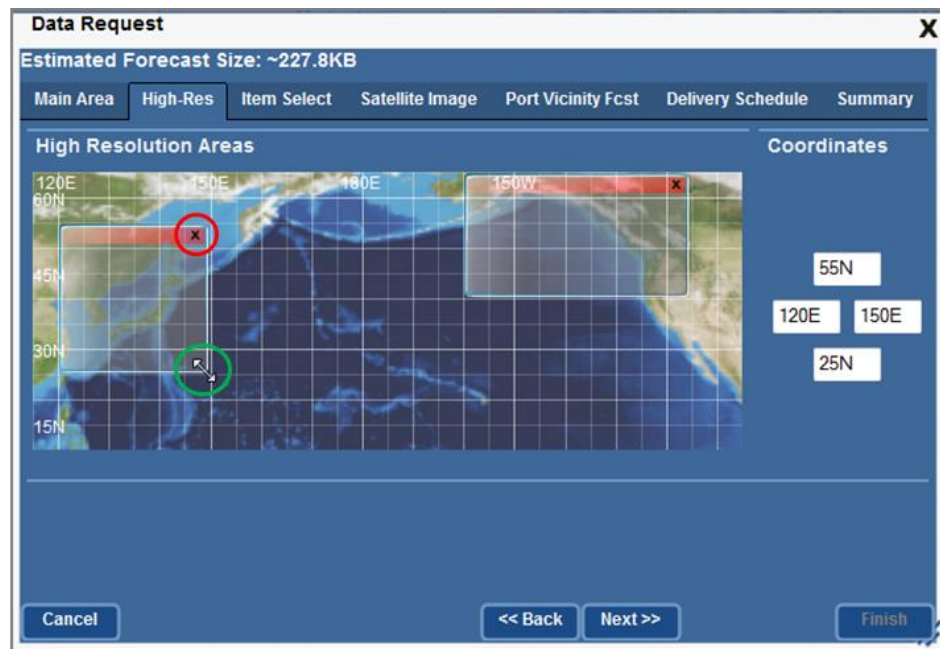 Data Request X
Estimated Forecast Size: ~227.8KB
Main Area High-Res Item Select Satellite Image Port Vicinity Fcst Delivery Schedule Summary
High Resolution Areas
Coordinates
120E 150E 180E 150W x
60N
x
45N
30N
15N
55N
120E 150E
25N
Cancel << Back Next >> Finish